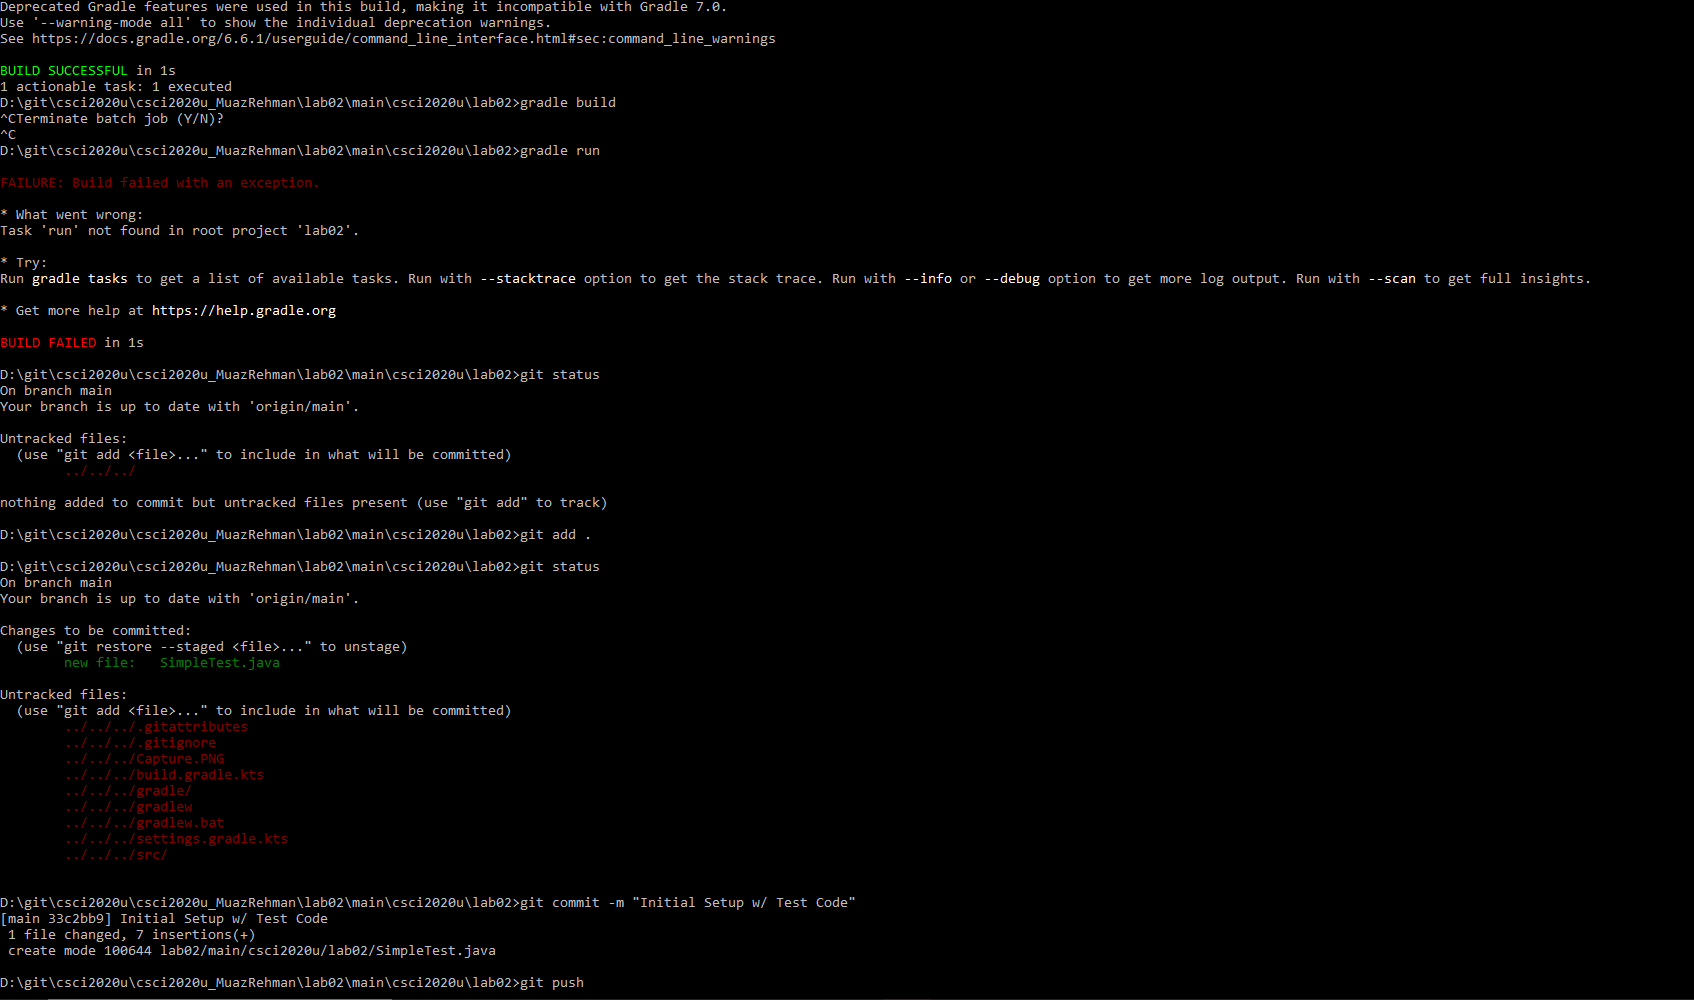 Deprecated Gradle features were used in this build, making it incompatible with Gradle 7.0.
Use '--warning-mode all' to show the individual deprecation warnings.
See https://docs.gradle.org/6.6.1/userguide/command_line_interface.html#sec:command_line_warnings
BUILD SUCCESSFUL in 1s
1 actionable task: 1 executed
D:\git\csci2020u\csci2020u_MuazRehman\lab02\main\csci2020u\lab02>gradle build
^CTerminate batch job (Y/N)?
^C
D:\git\csci2020u\csci2020u_MuazRehman\lab02\main\csci2020u\lab02>gradle run
FAILURE: Build failed with an exception.
* What went wrong:
Task 'run' not found in root project 'lab02'.
* Try:
Run gradle tasks to get a list of available tasks. Run with --stacktrace option to get the stack trace. Run with --info or --debug option to get more log output. Run with --scan to get full insights.
* Get more help at https://help.gradle.org
BUILD FAILED in 1s
D:\git\csci2020u\csci2020u_MuazRehman\lab02\main\csci2020u\lab02>git status
On branch main
Your branch is up to date with 'origin/main'.
Untracked files:
  (use "git add <file>..." to include in what will be committed)
        ../../../
nothing added to commit but untracked files present (use "git add" to track)
D:\git\csci2020u\csci2020u_MuazRehman\lab02\main\csci2020u\lab02>git add .
D:\git\csci2020u\csci2020u_MuazRehman\lab02\main\csci2020u\lab02>git status
On branch main
Your branch is up to date with 'origin/main'.
Changes to be committed:
  (use "git restore --staged <file>..." to unstage)
        new file:   SimpleTest.java
Untracked files:
  (use "git add <file>..." to include in what will be committed)
        ../../../.gitattributes
        ../../../.gitignore
        ../../../Capture.PNG
        ../../../build.gradle.kts
        ../../../gradle/
        ../../../gradlew
        ../../../gradlew.bat
        ../../../settings.gradle.kts
        ../../../src/
D:\git\csci2020u\csci2020u_MuazRehman\lab02\main\csci2020u\lab02>git commit -m "Initial Setup w/ Test Code"
[main 33c2bb9] Initial Setup w/ Test Code
 1 file changed, 7 insertions(+)
 create mode 100644 lab02/main/csci2020u/lab02/SimpleTest.java
D:\git\csci2020u\csci2020u_MuazRehman\lab02\main\csci2020u\lab02>git push